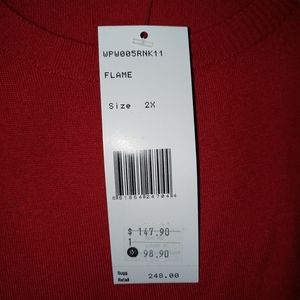 WPW005RNK11
FLAME
Size 2X
$ 147.90
1
98.90
Sugg
Retail 248.00